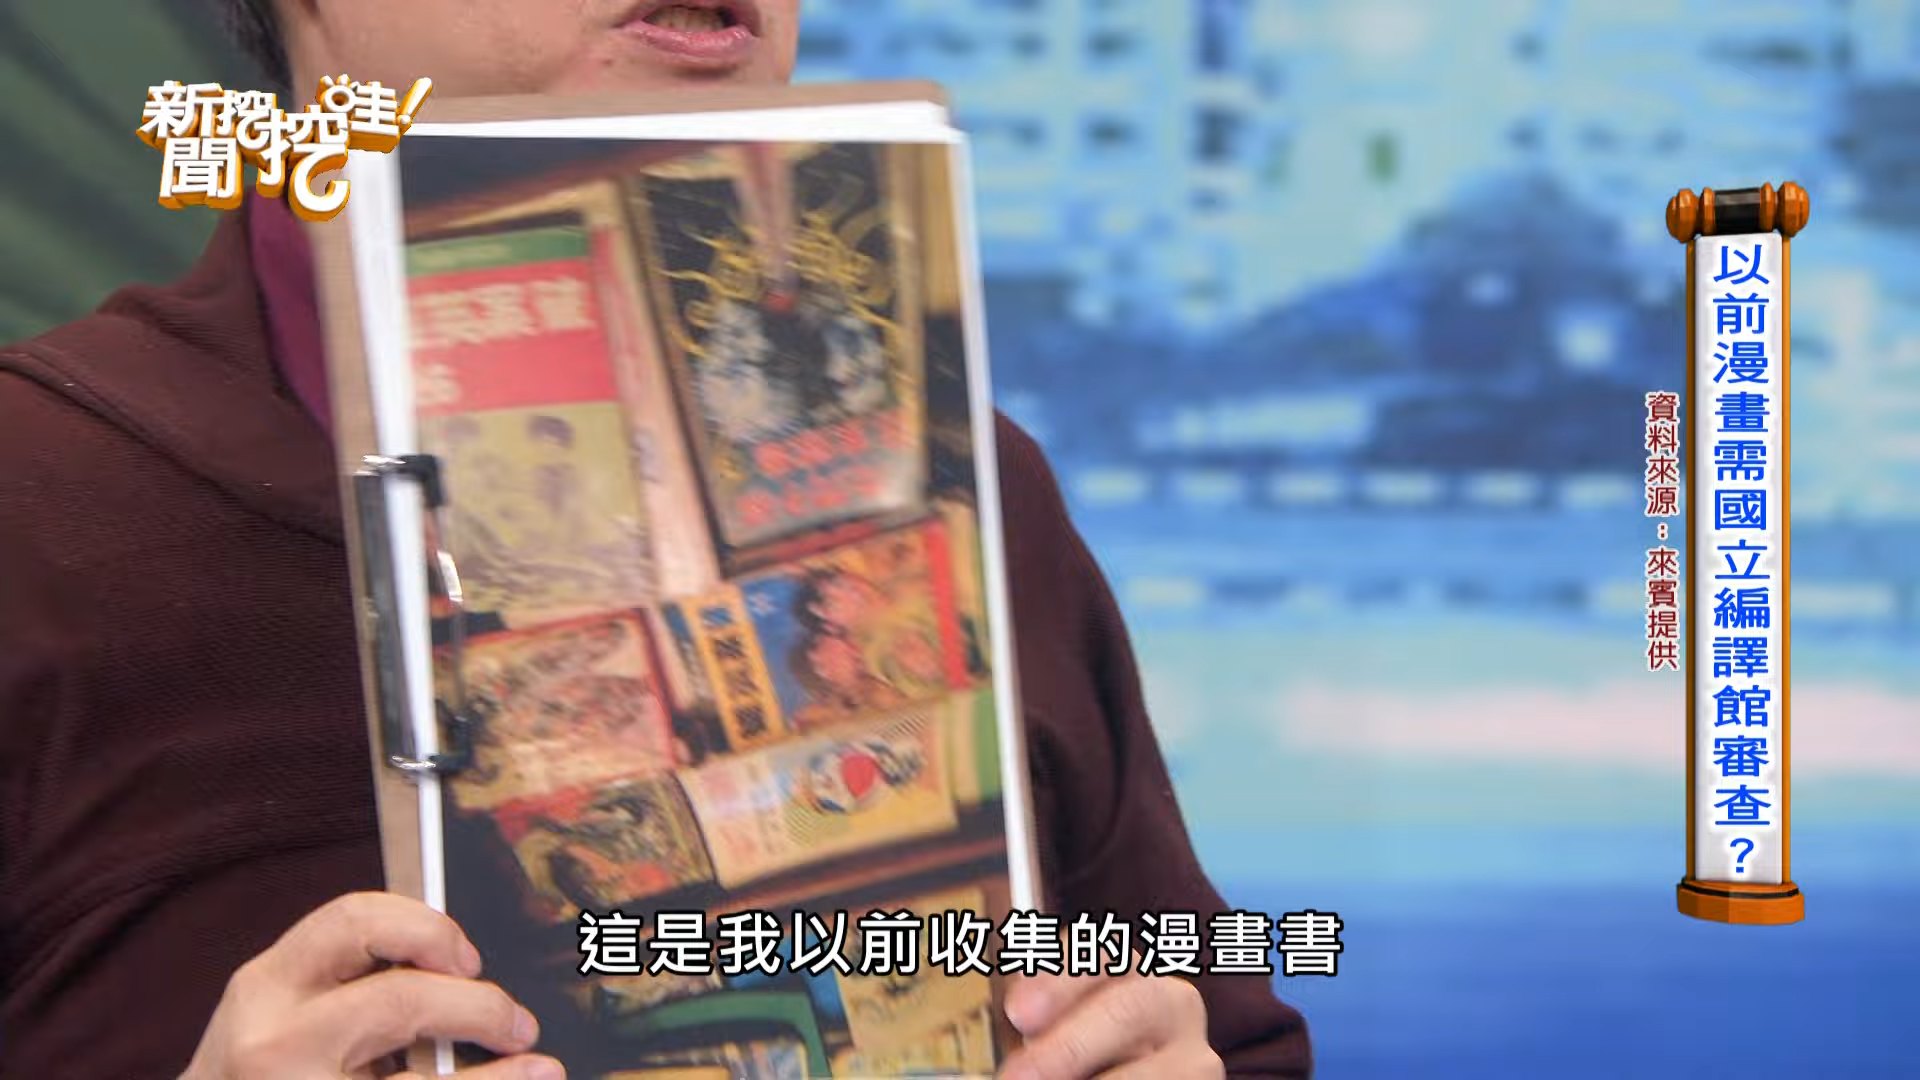 新聞挖挖哇!
以前漫畫需國立編譯館審查?
資料來源:來賓提供
這是我以前收集的漫畫書